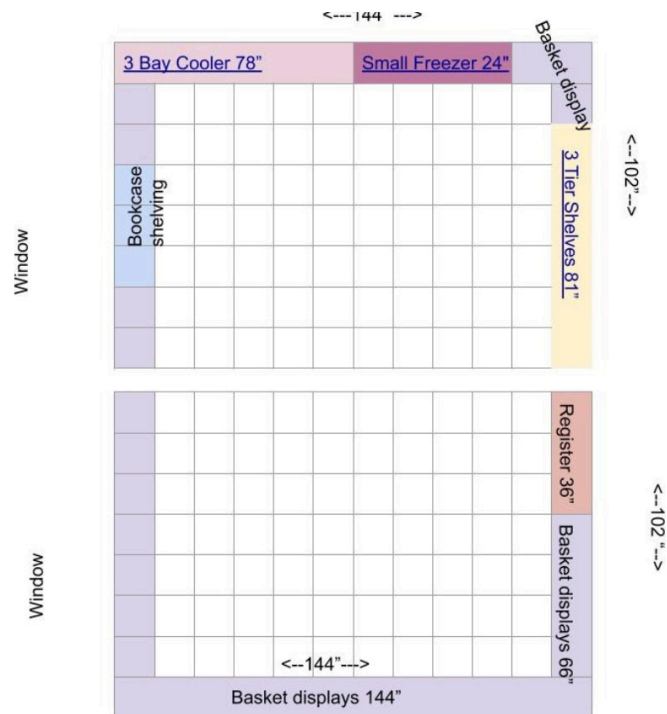 <---144 --->
3 Bay Cooler 78”
Small Freezer 24"
Basket display
<--102”-->
3 Tier Shelves 81”
Bookcase
shelving
Window
Register 36”
<--102 “-->
Basket displays 66”
Window
<--144”--->
Basket displays 144”